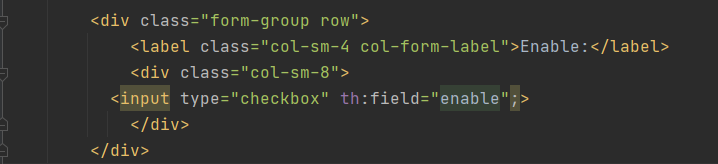 <div class="form-group row">
<label class="col-sm-4 col-form-label">Enable:</label>
<div class="col-sm-8">
<input type="checkbox" th:field="enable";>
</div>
</div>